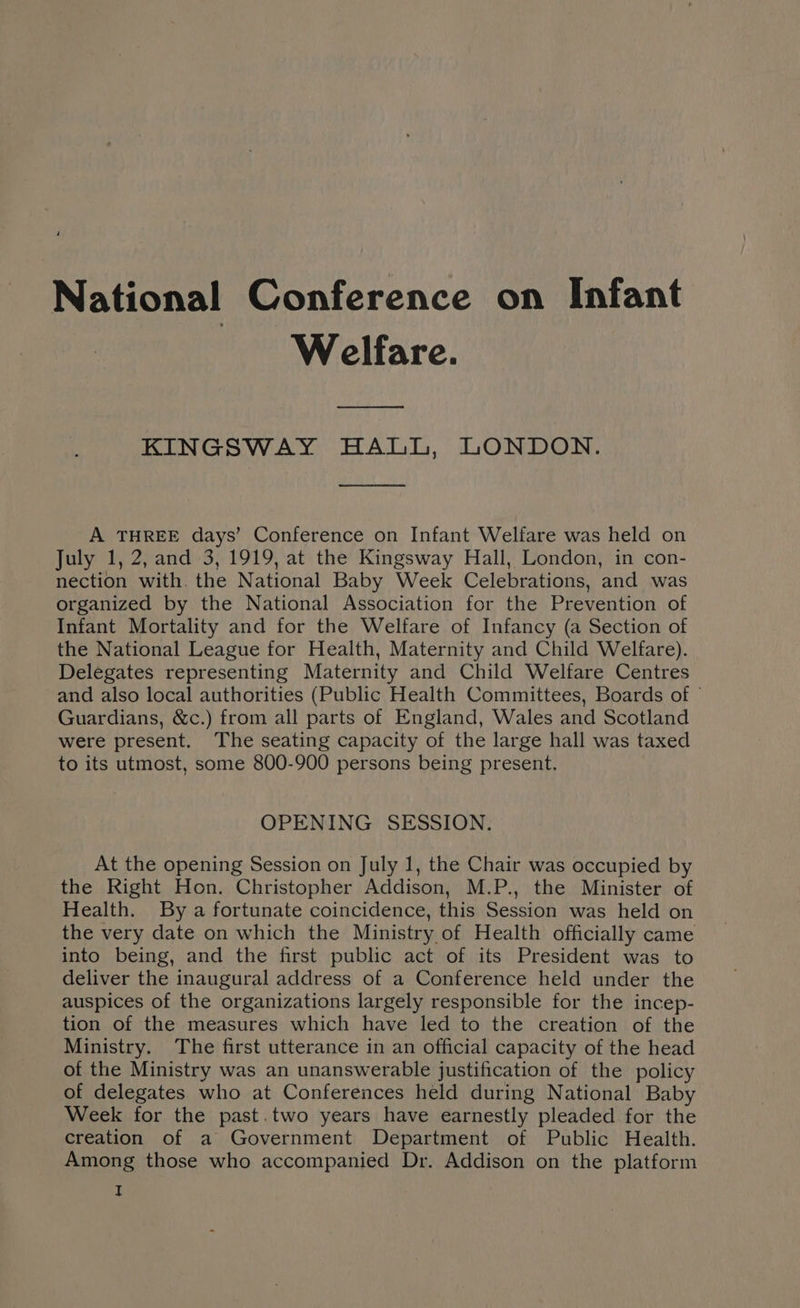 National Conference on Infant
Welfare.
KINGSWAY HALL, LONDON.
A THREE days’ Conference on Infant Welfare was held on
July 1, 2, and 3, 1919, at the Kingsway Hall, London, in con-
nection with the National Baby Week Celebrations, and was
organized by the National Association for the Prevention of
Infant Mortality and for the Welfare of Infancy (a Section of
the National League for Health, Maternity and Child Welfare).
Delegates representing Maternity and Child Welfare Centres
and also local authorities (Public Health Committees, Boards of
Guardians, &c.) from all parts of England, Wales and Scotland
were present. The seating capacity of the large hall was taxed
to its utmost, some 800-900 persons being present.
OPENING SESSION.
At the opening Session on July 1, the Chair was occupied by
the Right Hon. Christopher Addison, M.P., the Minister of
Health. By a fortunate coincidence, this Session was held on
the very date on which the Ministry of Health officially came
into being, and the first public act of its President was to
deliver the inaugural address of a Conference held under the
auspices of the organizations largely responsible for the incep-
tion of the measures which have led to the creation of the
Ministry. The first utterance in an official capacity of the head
of the Ministry was an unanswerable justification of the policy
of delegates who at Conferences held during National Baby
Week for the past two years have earnestly pleaded for the
creation of a Government Department of Public Health.
Among those who accompanied Dr. Addison on the platform
I